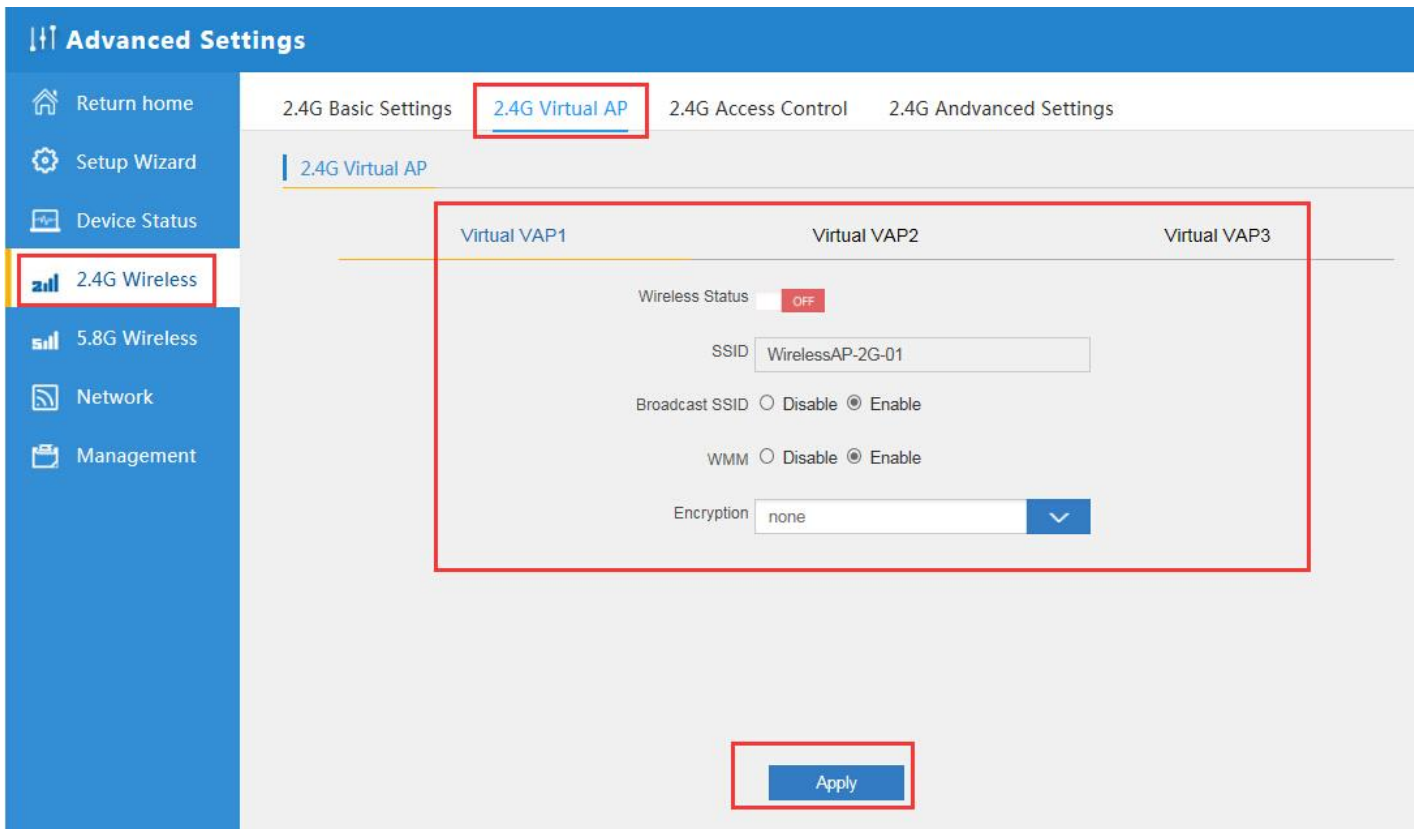 Advanced Settings
Return home
Setup Wizard
Device Status
2.4G Wireless
5.8G Wireless
Network
Management
2.4G Basic Settings 2.4G Virtual AP 2.4G Access Control 2.4G Andvanced Settings
2.4G Virtual AP
Virtual VAP1 Virtual VAP2 Virtual VAP3
Wireless Status OFF
SSID WirelessAP-2G-01
Broadcast SSID Disable Enable
WMM Disable Enable
Encryption none
Apply